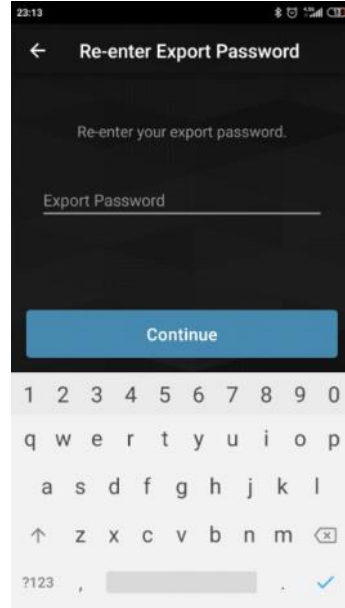 23:13
Re-enter Export Password
Re-enter your export password.
Export Password
Continue
1 2 3 4 5 6 7 8 9 0
q w e r t y u i o p
a s d f g h j k l
z x c v b n m
?123 , .